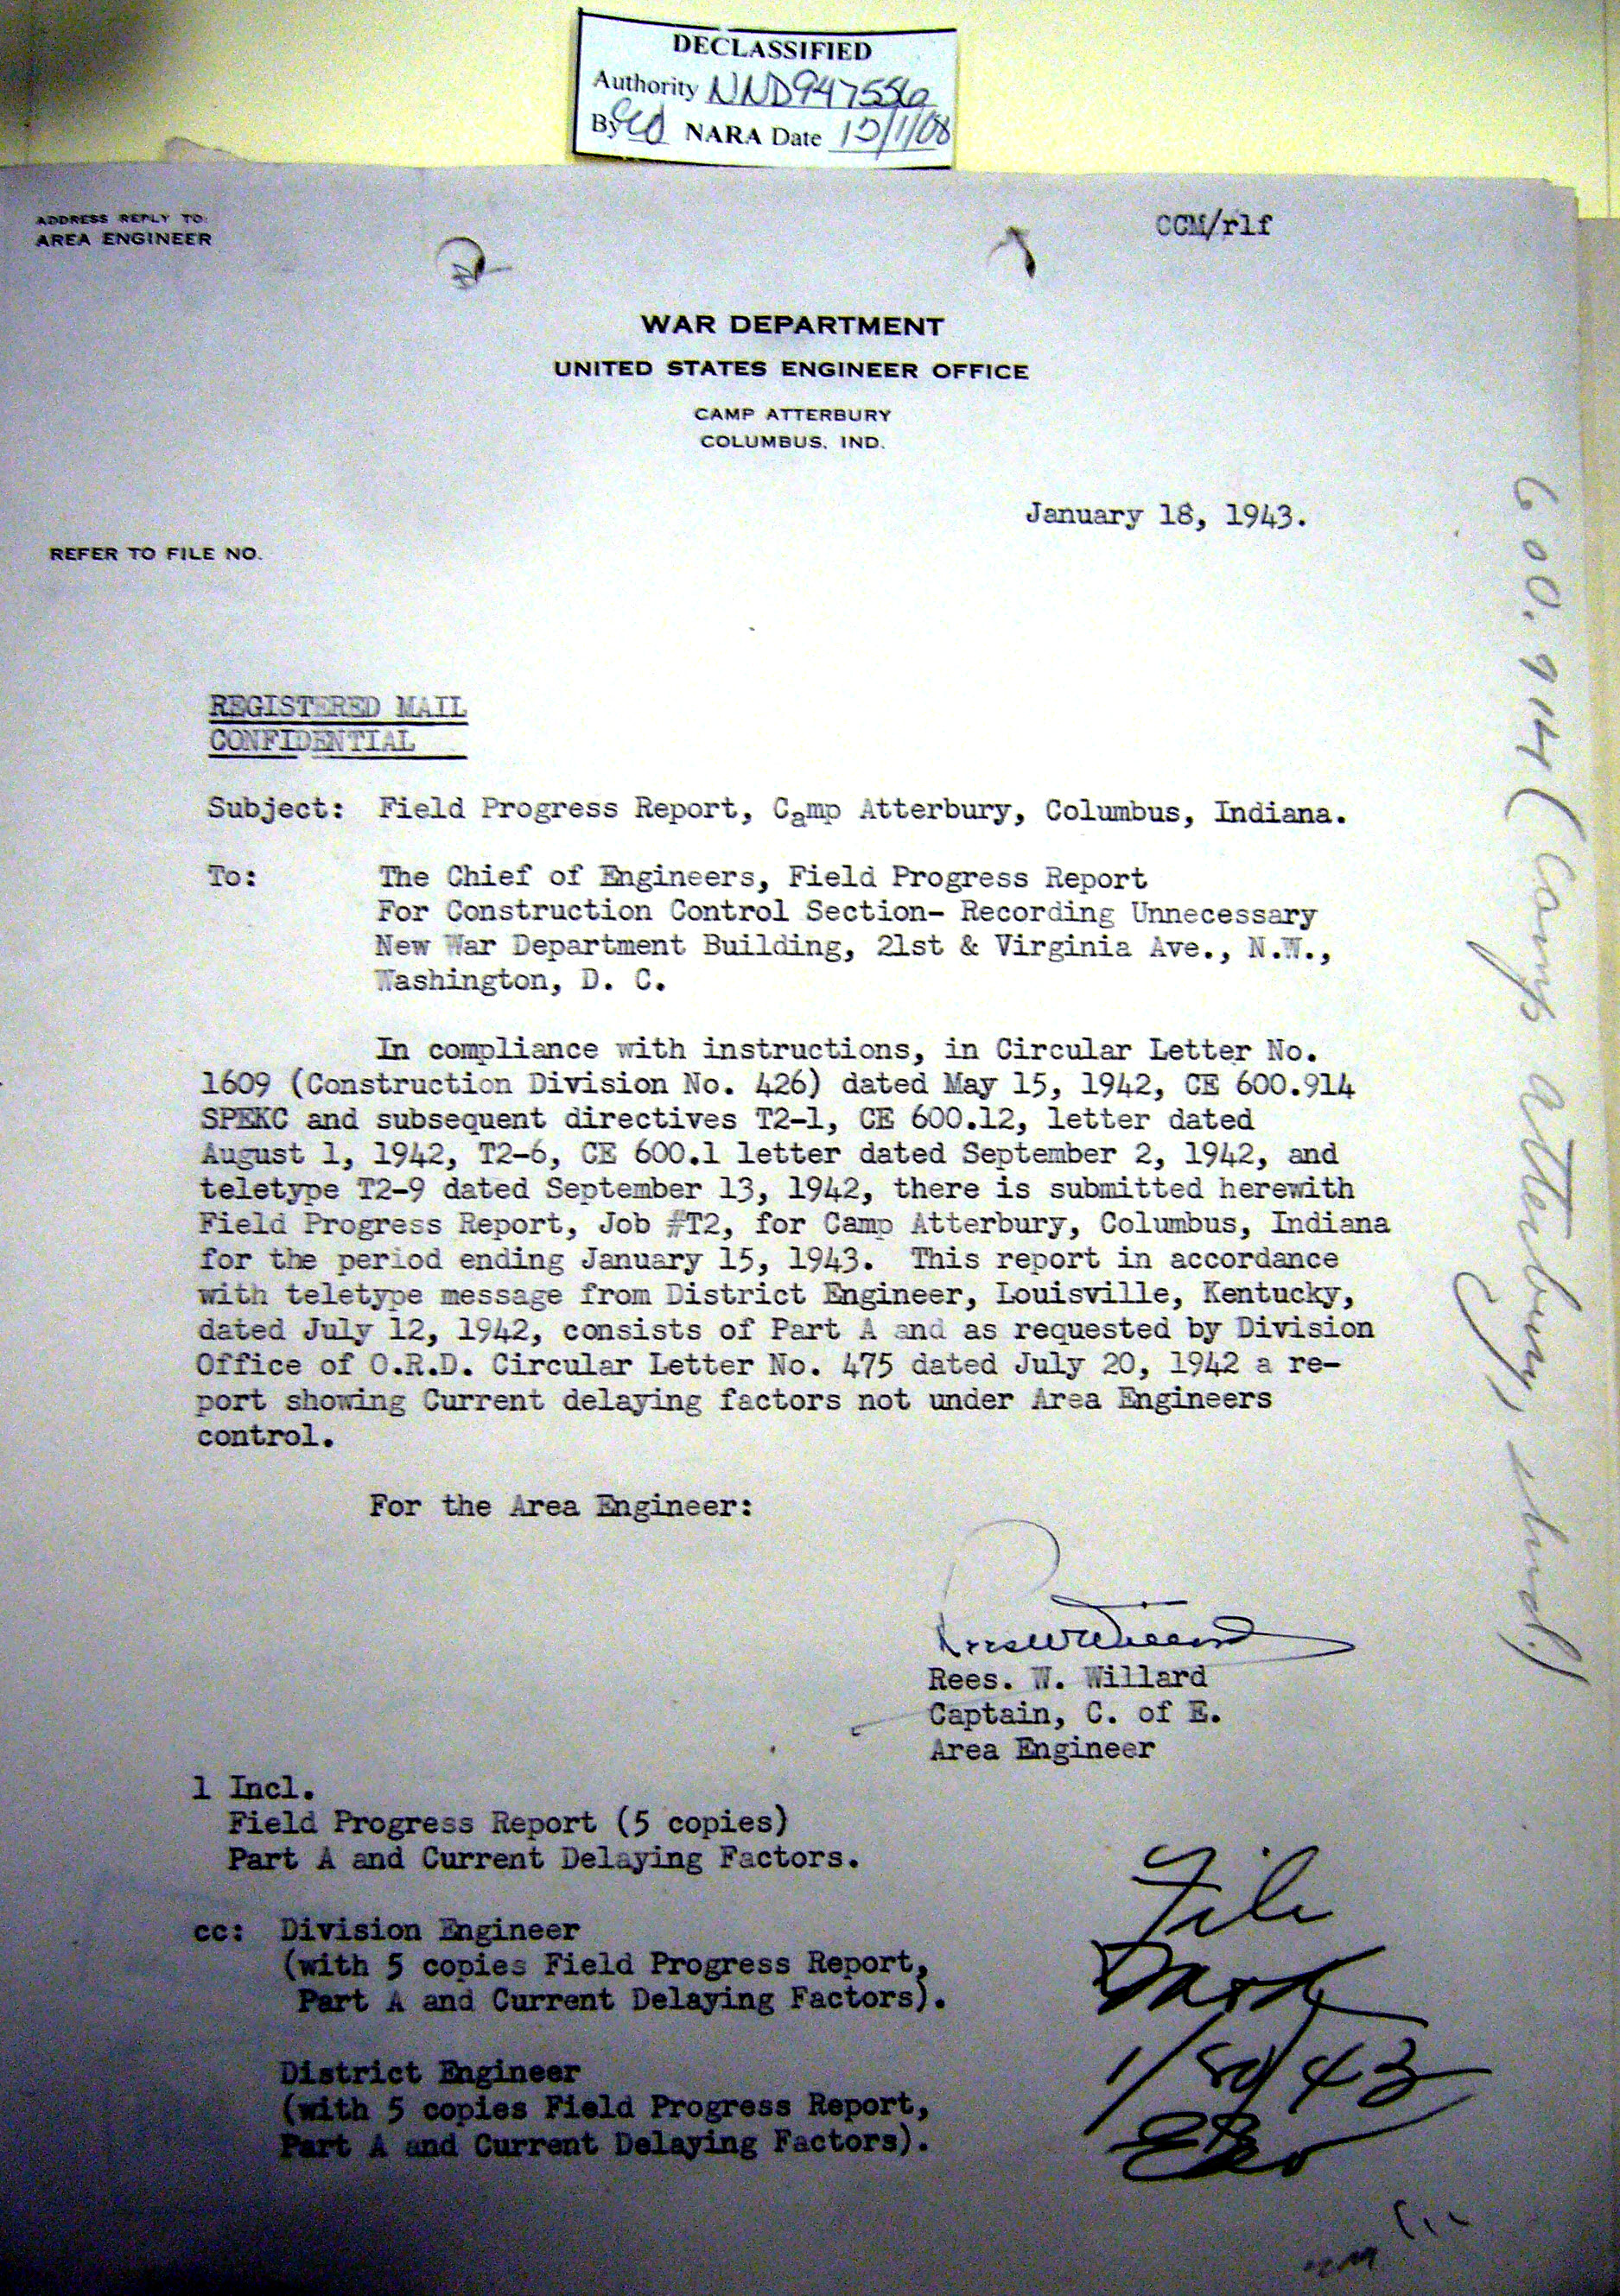 DECLASSIFIED
Authority NND947556
By NARA Date 12/1/08
ADDRESS REPLY TO:
AREA ENGINEER
CCM/rlf
WAR DEPARTMENT
UNITED STATES ENGINEER OFFICE
CAMP ATTERBURY
COLUMBUS, IND.
January 18, 1943.
REFER TO FILE NO.
REGISTERED MAIL
CONFIDENTIAL
Subject: Field Progress Report, Camp Atterbury, Columbus, Indiana.
To: The Chief of Engineers, Field Progress Report
For Construction Control Section- Recording Unnecessary
New War Department Building, 21st & Virginia Ave., N.W.,
Washington, D. C.
In compliance with instructions, in Circular Letter No.
1609 (Construction Division No. 426) dated May 15, 1942, CE 600.914
SPEKC and subsequent directives T2-1, CE 600.12, letter dated
August 1, 1942, T2-6, CE 600.1 letter dated September 2, 1942, and
teletype T2-9 dated September 13, 1942, there is submitted herewith
Field Progress Report, Job #T2, for Camp Atterbury, Columbus, Indiana
for the period ending January 15, 1943. This report in accordance
with teletype message from District Engineer, Louisville, Kentucky,
dated July 12, 1942, consists of Part A and as requested by Division
Office of O.R.D. Circular Letter No. 475 dated July 20, 1942 a re-
port showing Current delaying factors not under Area Engineers
control.
For the Area Engineer:
Rees. W. Willard
Captain, C. of E.
Area Engineer
1 Incl.
Field Progress Report (5 copies)
Part A and Current Delaying Factors.
cc: Division Engineer
(with 5 copies Field Progress Report,
Part A and Current Delaying Factors).
District Engineer
(with 5 copies Field Progress Report,
Part A and Current Delaying Factors).
File
600.914 (Camp Atterbury, Ind.)